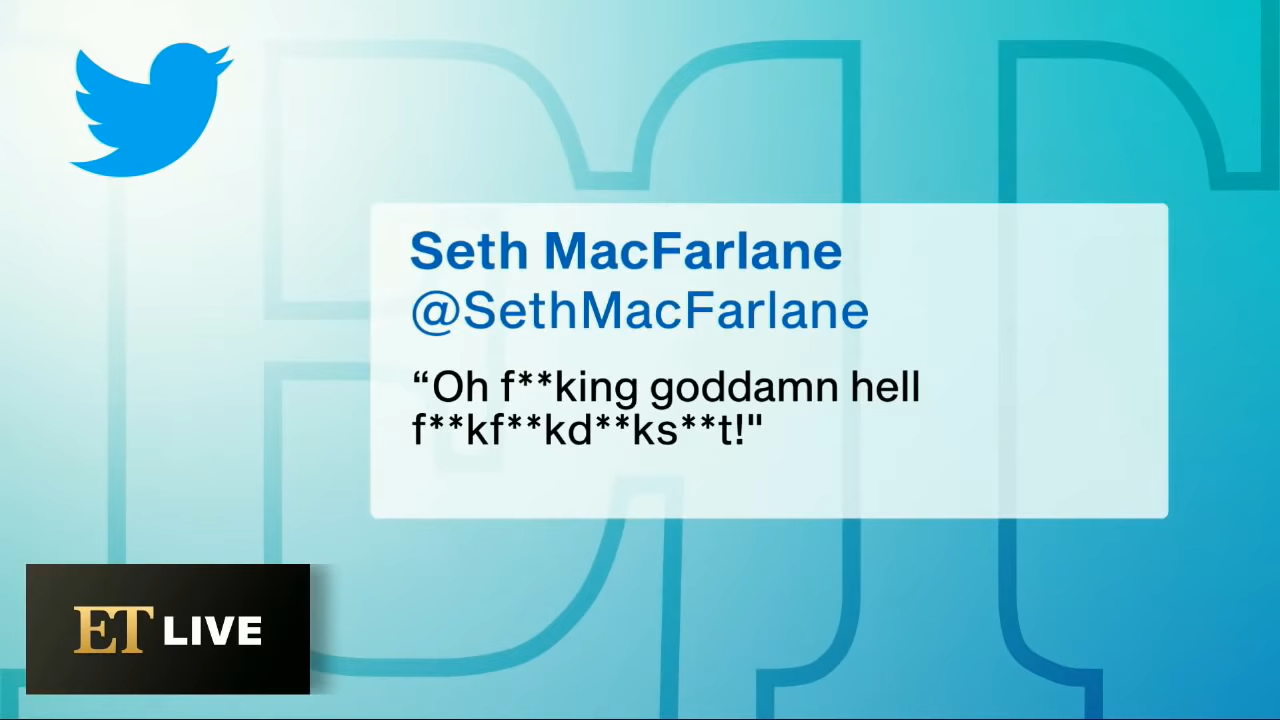 Seth MacFarlane
@SethMacFarlane
“Oh f**king goddamn hell
f**kf**kd**ks**t!"
ET LIVE